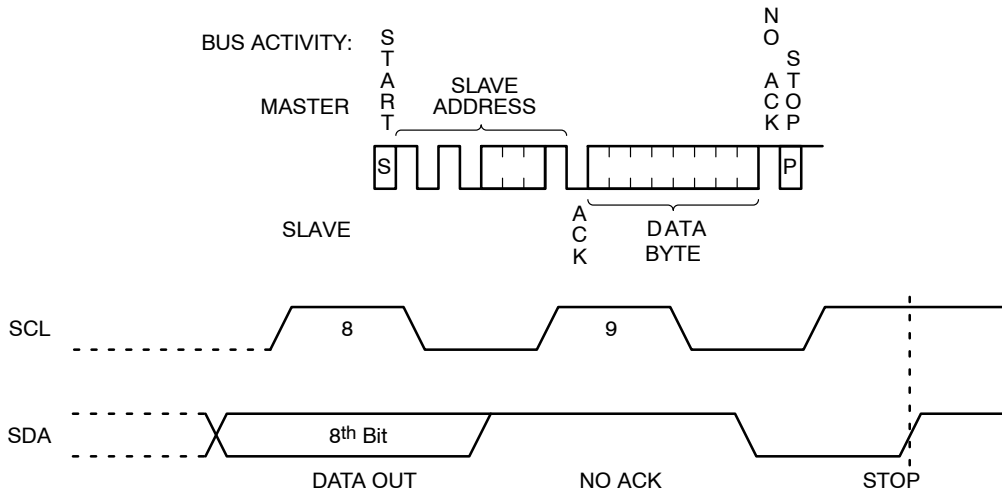 BUS ACTIVITY:
MASTER
START
SLAVE
ADDRESS
NO ACK
STOP
S
P
SLAVE
ACK
DATA
BYTE
SCL
8
9
SDA
8th Bit
DATA OUT
NO ACK
STOP